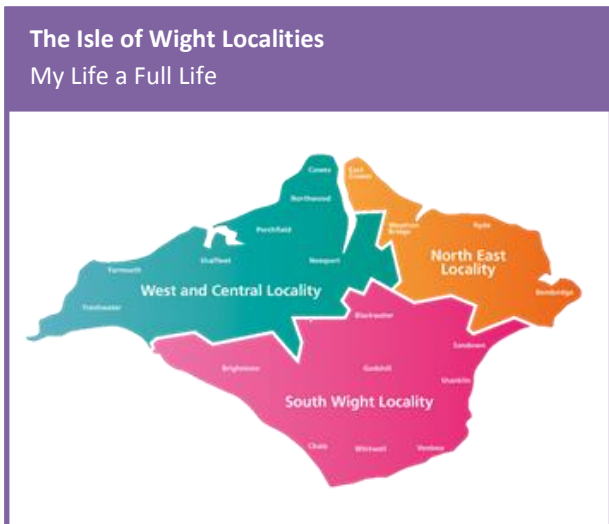 The Isle of Wight Localities
My Life a Full Life
Cowes
East
Cowes
Northwood
Porchfield
Wootton
Bridge
Ryde
Shalfleet
Newport
North East
Locality
Yarmouth
West and Central Locality
Bembridge
Freshwater
Blackwater
Sandown
Brighstone
Godshill
Shanklin
South Wight Locality
Chale
Whitwell
Ventnor